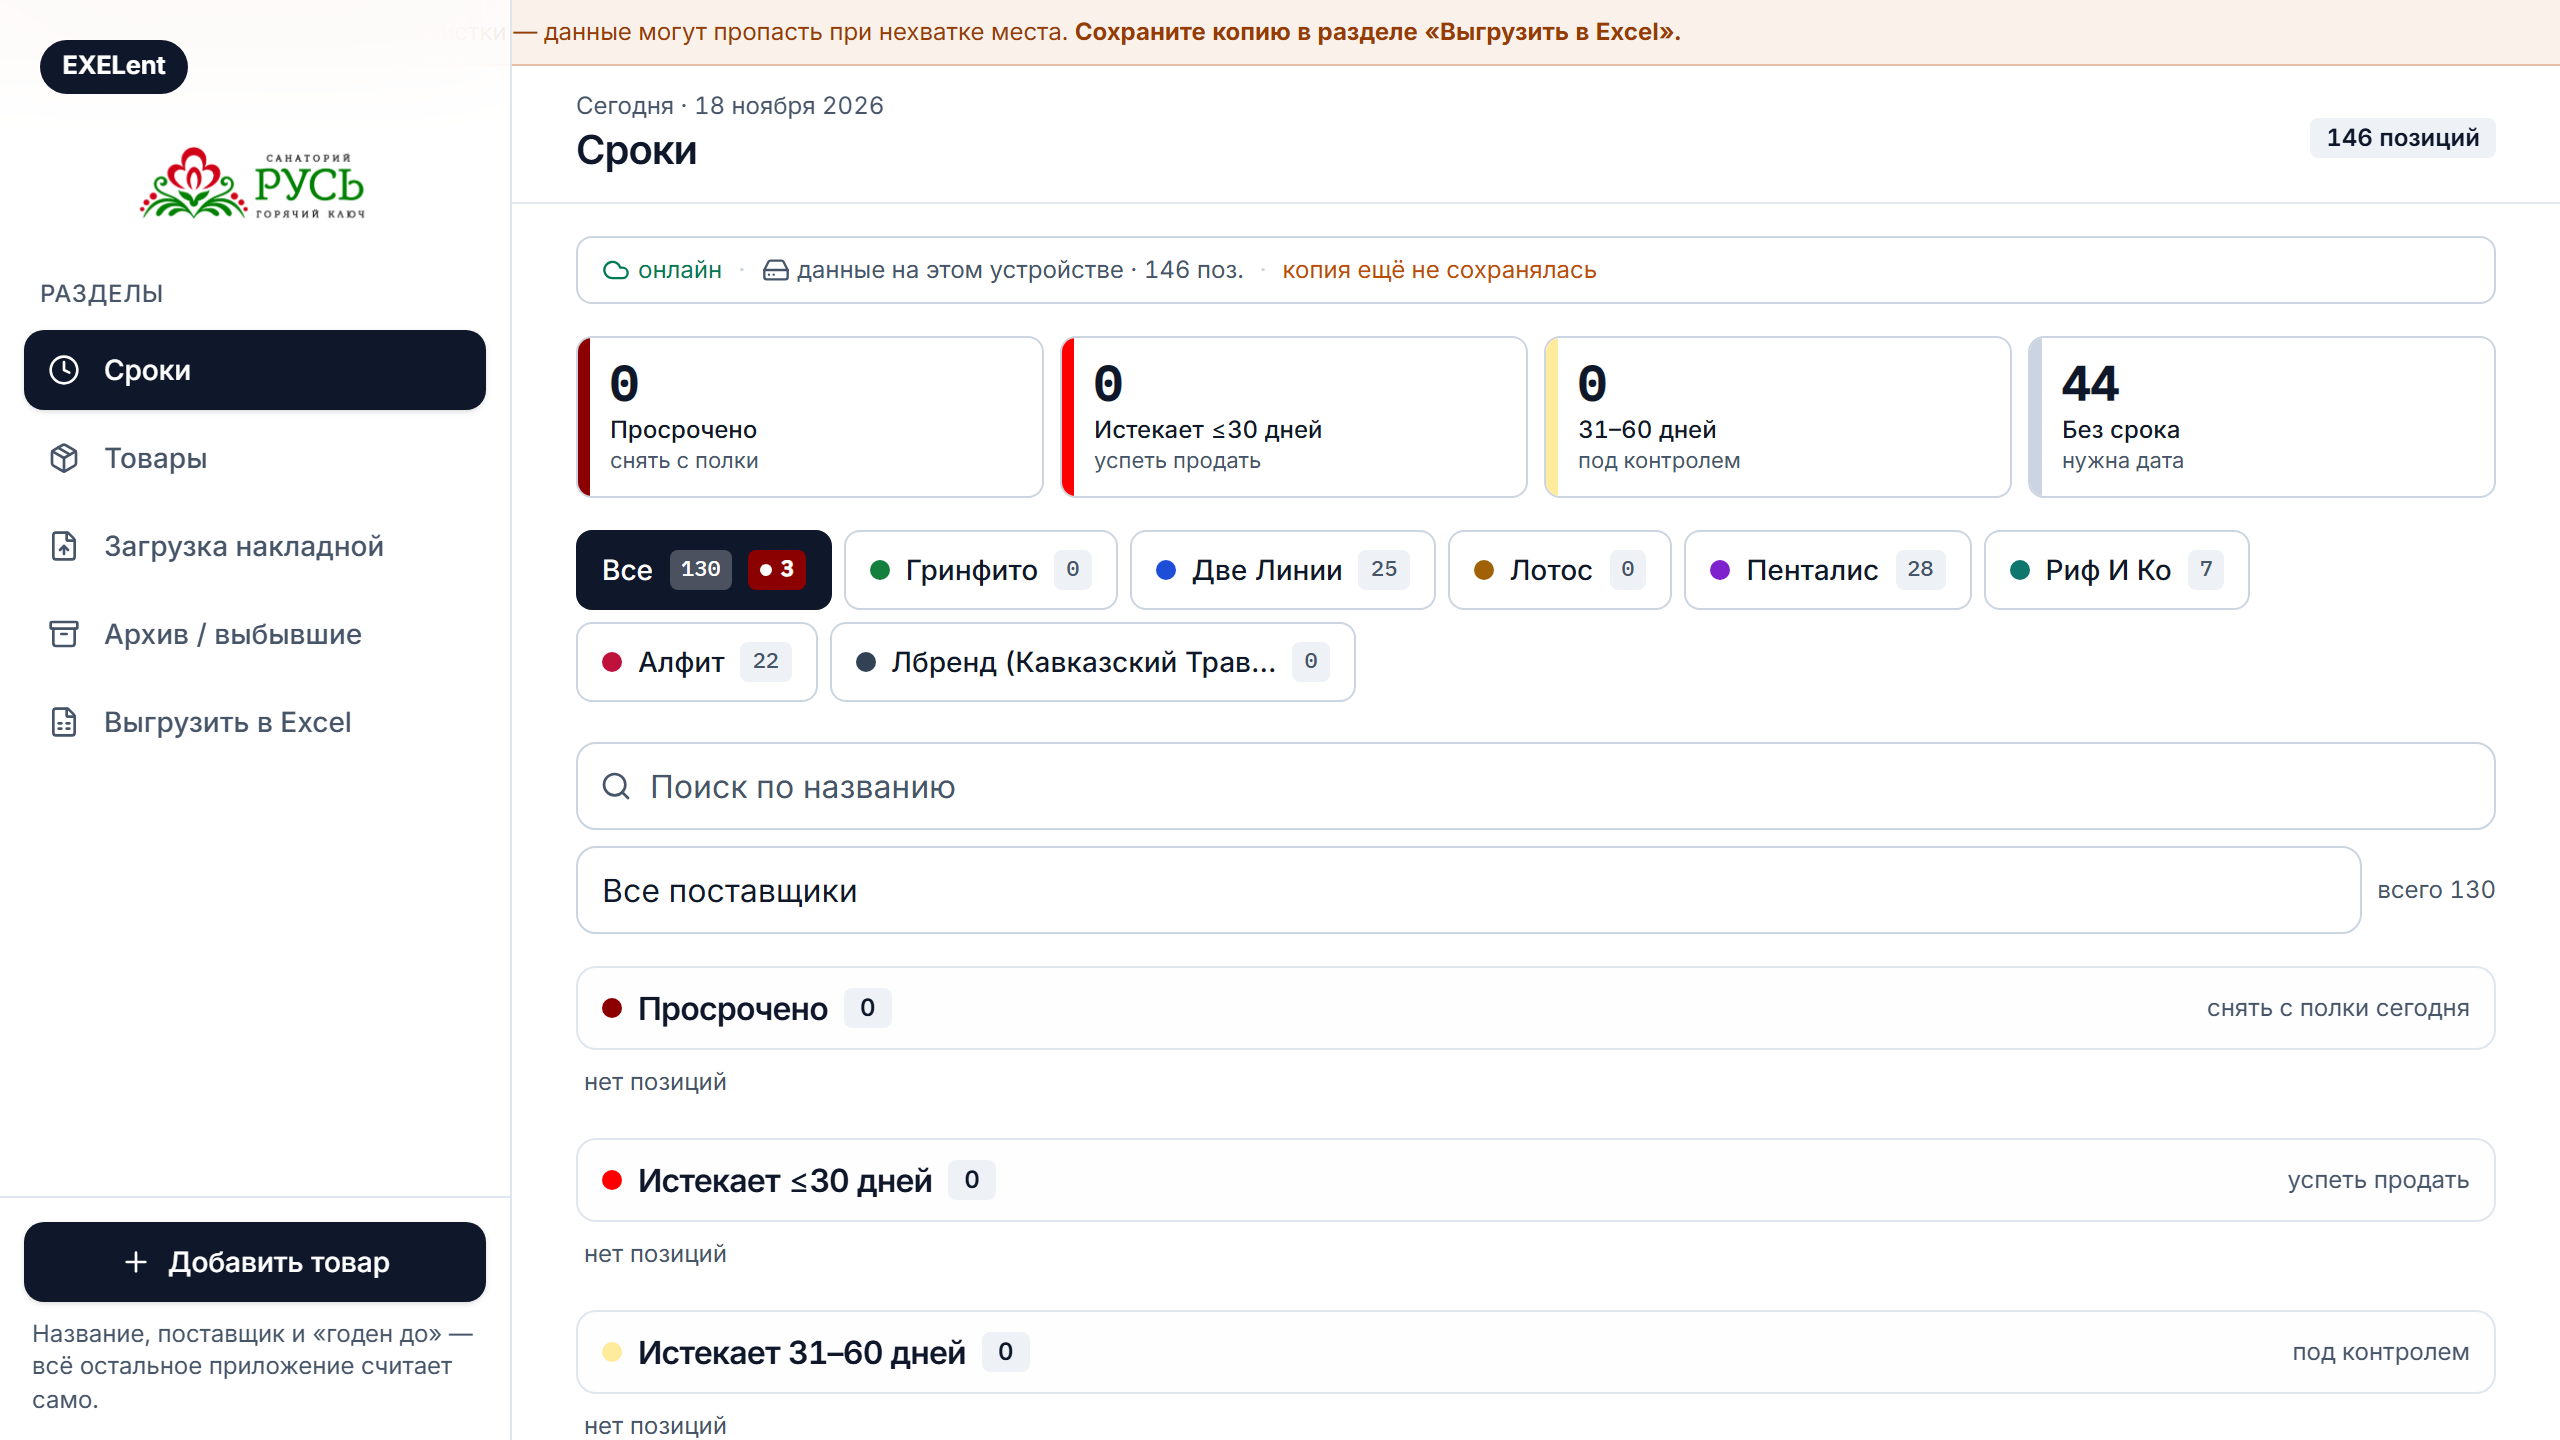 — данные могут пропасть при нехватке места. Сохраните копию в разделе «Выгрузить в Excel».
EXELent
САНАТОРИЙ
РУСЬ
ГОРЯЧИЙ КЛЮЧ
РАЗДЕЛЫ
Сроки
Товары
Загрузка накладной
Архив / выбывшие
Выгрузить в Excel
+ Добавить товар
Название, поставщик и «годен до» —
всё остальное приложение считает
само.
Сегодня · 18 ноября 2026
Сроки
146 позиций
онлайн · данные на этом устройстве · 146 поз. · копия ещё не сохранялась
0
Просрочено
снять с полки
0
Истекает ≤30 дней
успеть продать
0
31–60 дней
под контролем
44
Без срока
нужна дата
Все 130 3 Гринфито 0 Две Линии 25 Лотос 0 Пенталис 28 Риф И Ко 7
Алфит 22 Лбренд (Кавказский Трав... 0
Поиск по названию
Все поставщики всего 130
Просрочено 0 снять с полки сегодня
нет позиций
Истекает ≤30 дней 0 успеть продать
нет позиций
Истекает 31–60 дней 0 под контролем
нет позиций